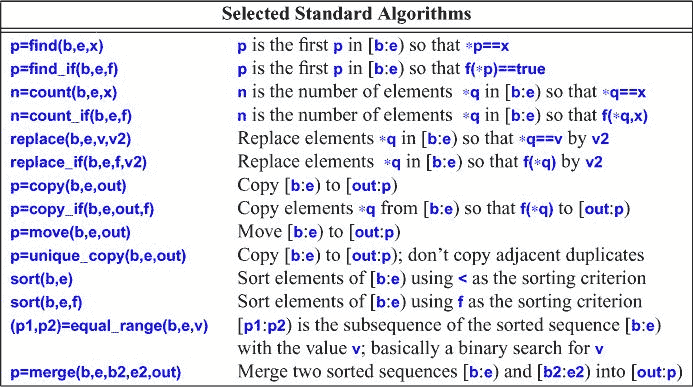 Selected Standard Algorithms
p=find(b,e,x) p is the first p in [b:e) so that *p==x
p=find_if(b,e,f) p is the first p in [b:e) so that f(*p)==true
n=count(b,e,x) n is the number of elements *q in [b:e) so that *q==x
n=count_if(b,e,f) n is the number of elements *q in [b:e) so that f(*q,x)
replace(b,e,v,v2) Replace elements *q in [b:e) so that *q==v by v2
replace_if(b,e,f,v2) Replace elements *q in [b:e) so that f(*q) by v2
p=copy(b,e,out) Copy [b:e) to [out:p)
p=copy_if(b,e,out,f) Copy elements *q from [b:e) so that f(*q) to [out:p)
p=move(b,e,out) Move [b:e) to [out:p)
p=unique_copy(b,e,out) Copy [b:e) to [out:p); don’t copy adjacent duplicates
sort(b,e) Sort elements of [b:e) using < as the sorting criterion
sort(b,e,f) Sort elements of [b:e) using f as the sorting criterion
(p1,p2)=equal_range(b,e,v) [p1:p2) is the subsequence of the sorted sequence [b:e)
with the value v; basically a binary search for v
p=merge(b,e,b2,e2,out) Merge two sorted sequences [b:e) and [b2:e2) into [out:p)